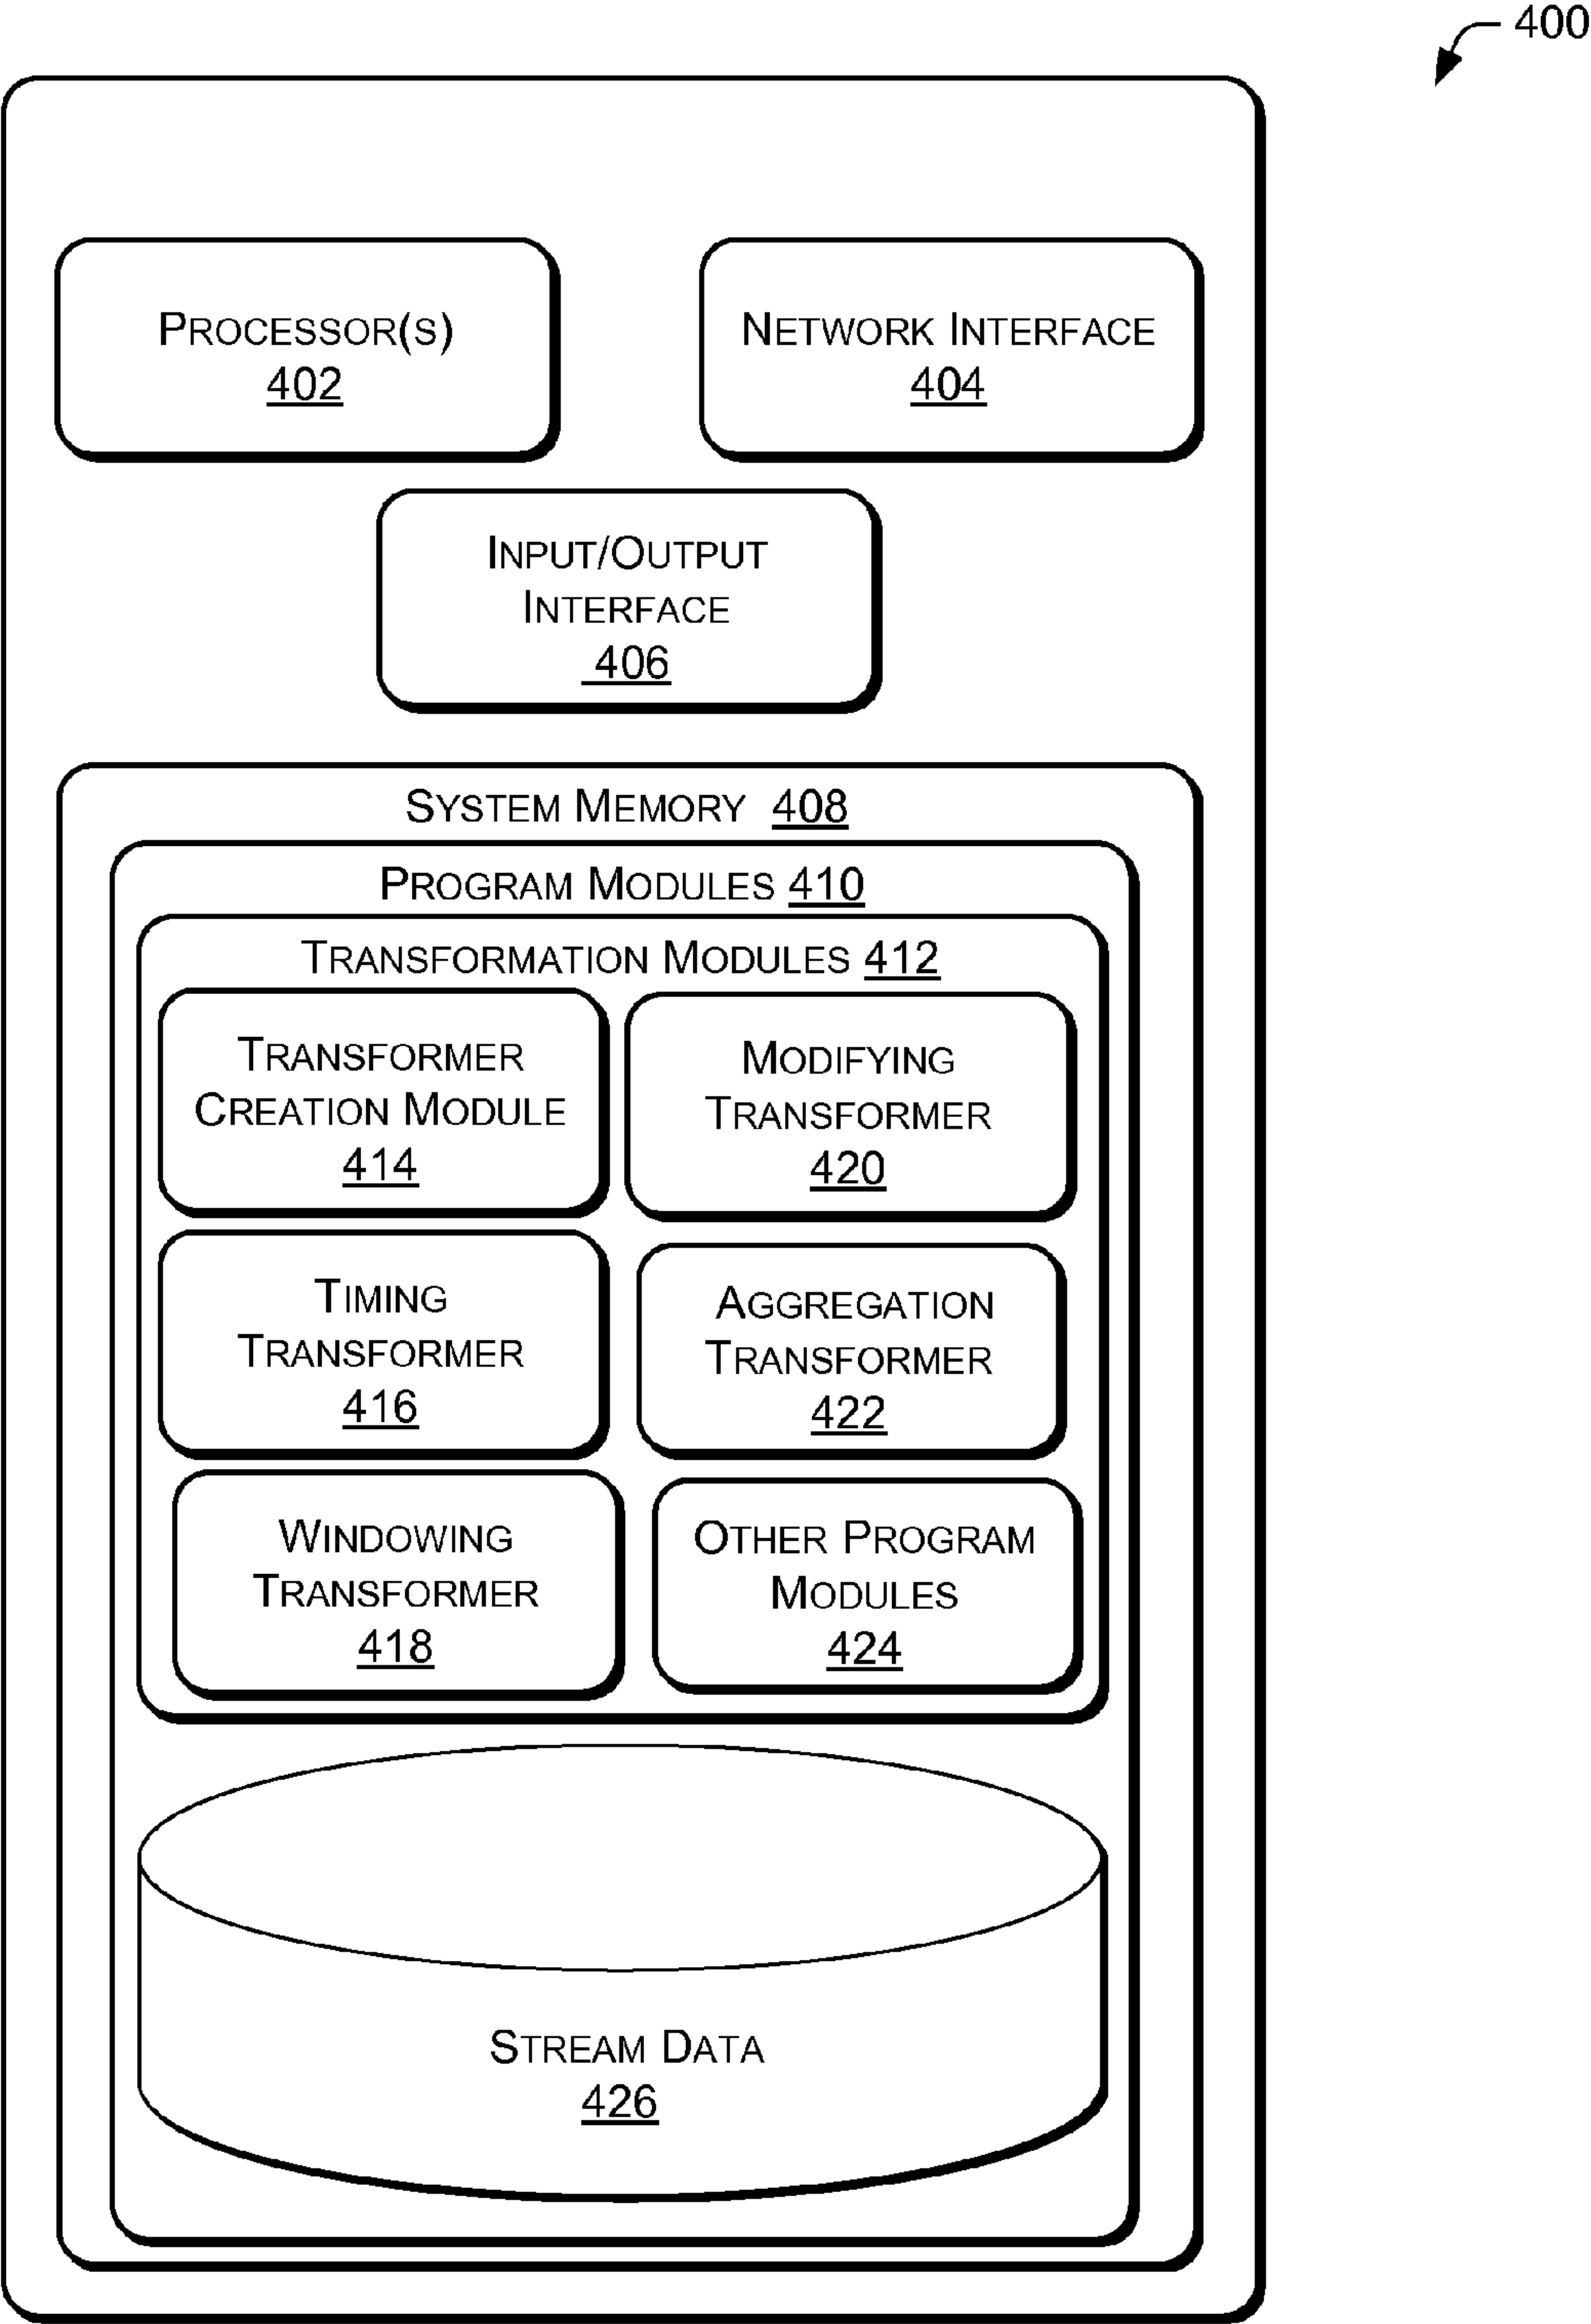 400
PROCESSOR(S)
402
NETWORK INTERFACE
404
INPUT/OUTPUT
INTERFACE
406
SYSTEM MEMORY 408
PROGRAM MODULES 410
TRANSFORMATION MODULES 412
TRANSFORMER
CREATION MODULE
414
MODIFYING
TRANSFORMER
420
TIMING
TRANSFORMER
416
AGGREGATION
TRANSFORMER
422
WINDOWING
TRANSFORMER
418
OTHER PROGRAM
MODULES
424
STREAM DATA
426